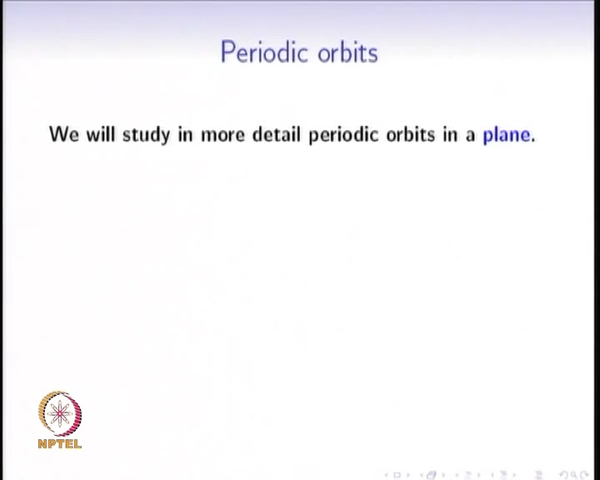 Periodic orbits
We will study in more detail periodic orbits in a plane.
NPTEL